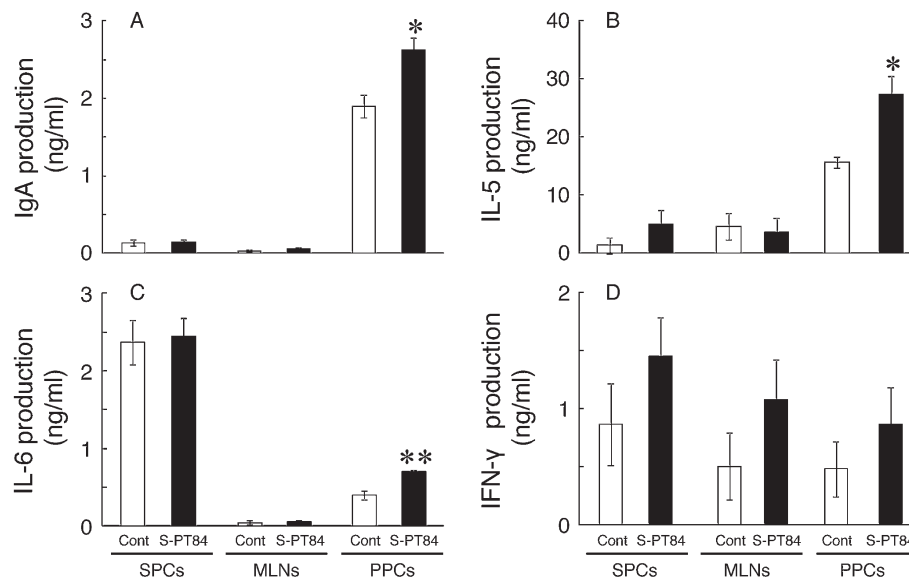 A
IgA production
(ng/ml)
3
2
1
0
*
B
IL-5 production
(ng/ml)
40
30
20
10
0
*
C
IL-6 production
(ng/ml)
3
2
1
0
**
Cont S-PT84 Cont S-PT84 Cont S-PT84
SPCs MLNs PPCs
D
IFN-γ production
(ng/ml)
2
1
0
Cont S-PT84 Cont S-PT84 Cont S-PT84
SPCs MLNs PPCs